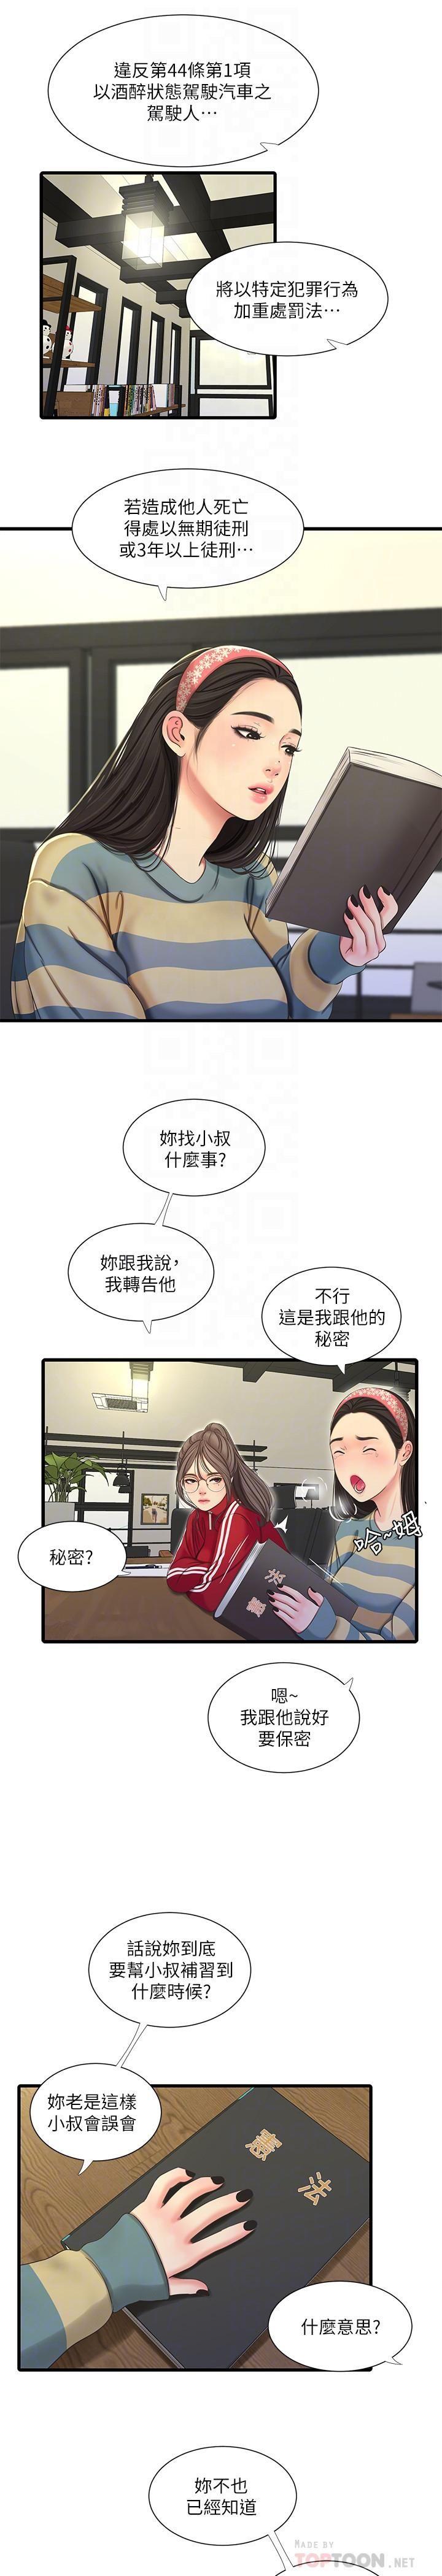 違反第44條第1項
以酒醉狀態駕駛汽車之
駕駛人…
將以特定犯罪行為
加重處罰法…
若造成他人死亡
得處以無期徒刑
或3年以上徒刑…
妳找小叔
什麼事?
妳跟我說,
我轉告他
不行
這是我跟他的
秘密
哈~姆
秘密?
憲法
嗯~
我跟他說好
要保密
話說妳到底
要幫小叔補習到
什麼時候?
妳老是這樣
小叔會誤會
憲法
什麼意思?
妳不也
已經知道
MADE BY
TOPTOON.NET